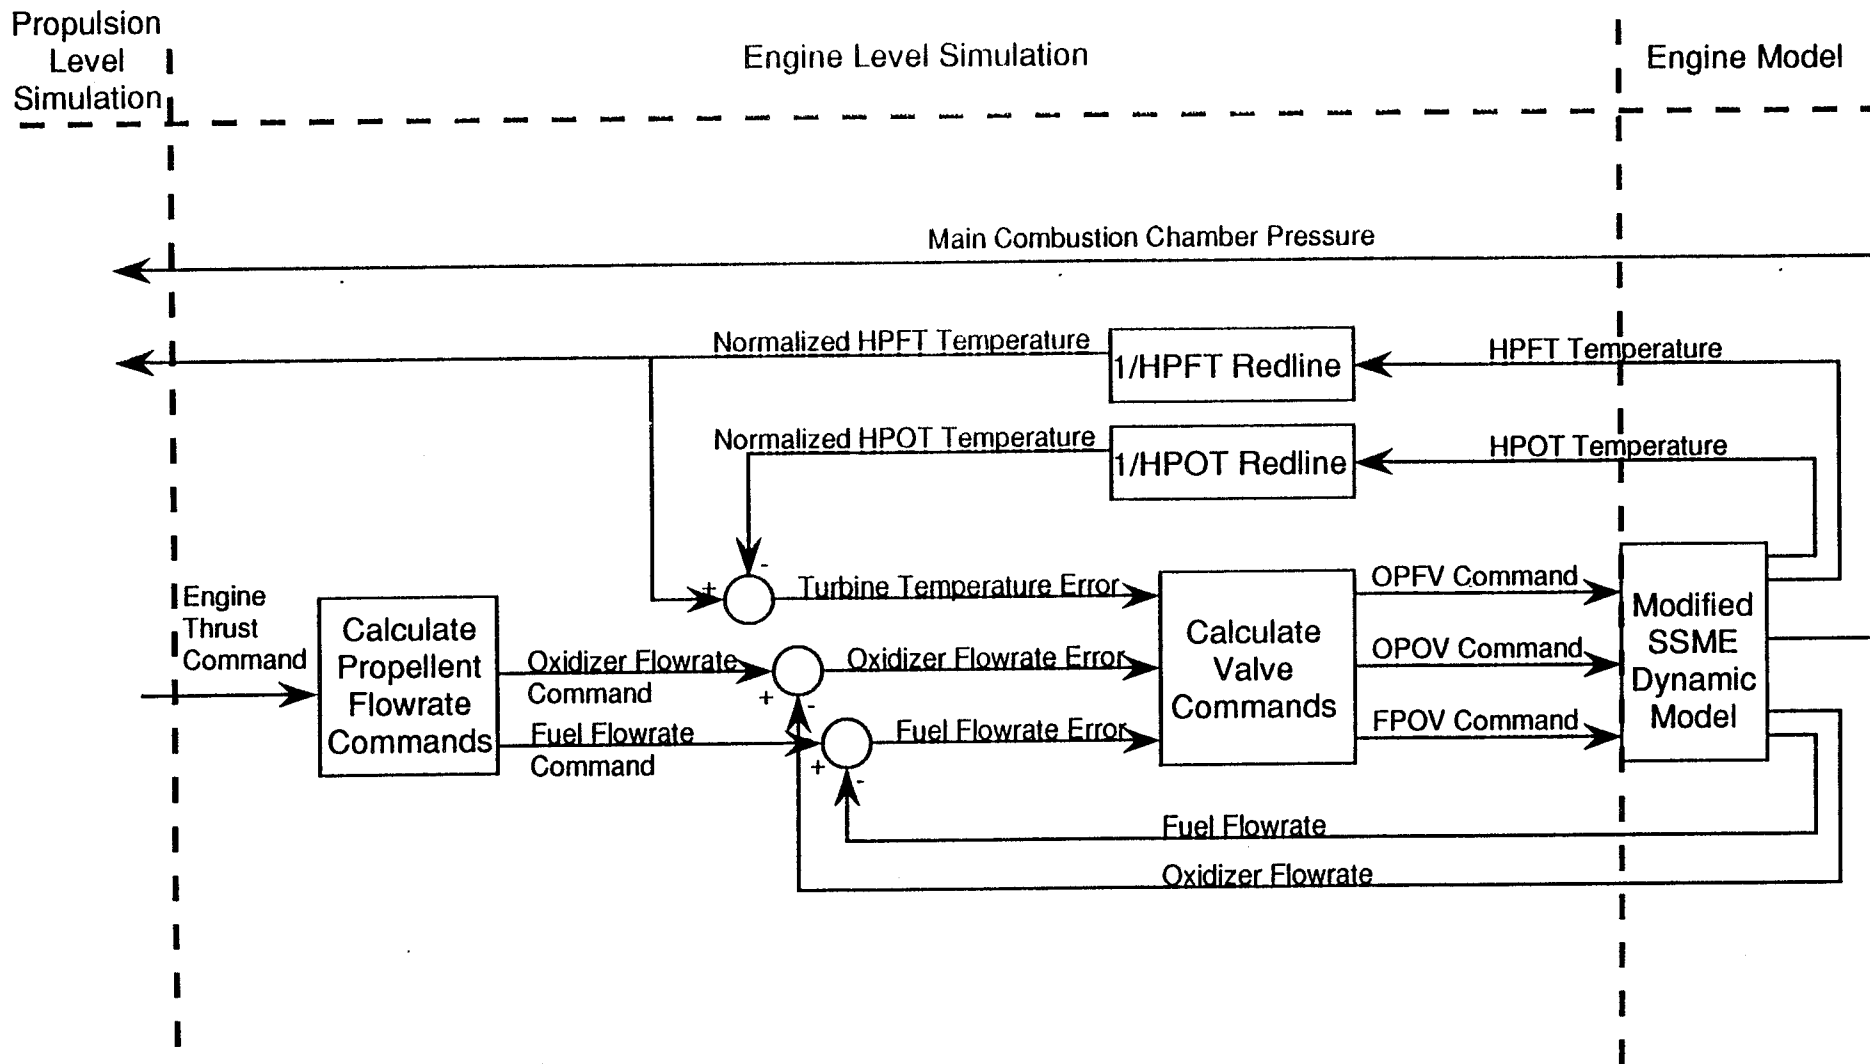 Propulsion
Level
Simulation
Engine Level Simulation
Engine Model
Main Combustion Chamber Pressure
Normalized HPFT Temperature
1/HPFT Redline
HPFT Temperature
Normalized HPOT Temperature
1/HPOT Redline
HPOT Temperature
-
+
Turbine Temperature Error
Engine
Thrust
Command
Calculate
Propellent
Flowrate
Commands
Oxidizer Flowrate
Command
+
-
Oxidizer Flowrate Error
Fuel Flowrate
Command
+
-
Fuel Flowrate Error
Calculate
Valve
Commands
OPFV Command
OPOV Command
FPOV Command
Modified
SSME
Dynamic
Model
Fuel Flowrate
Oxidizer Flowrate